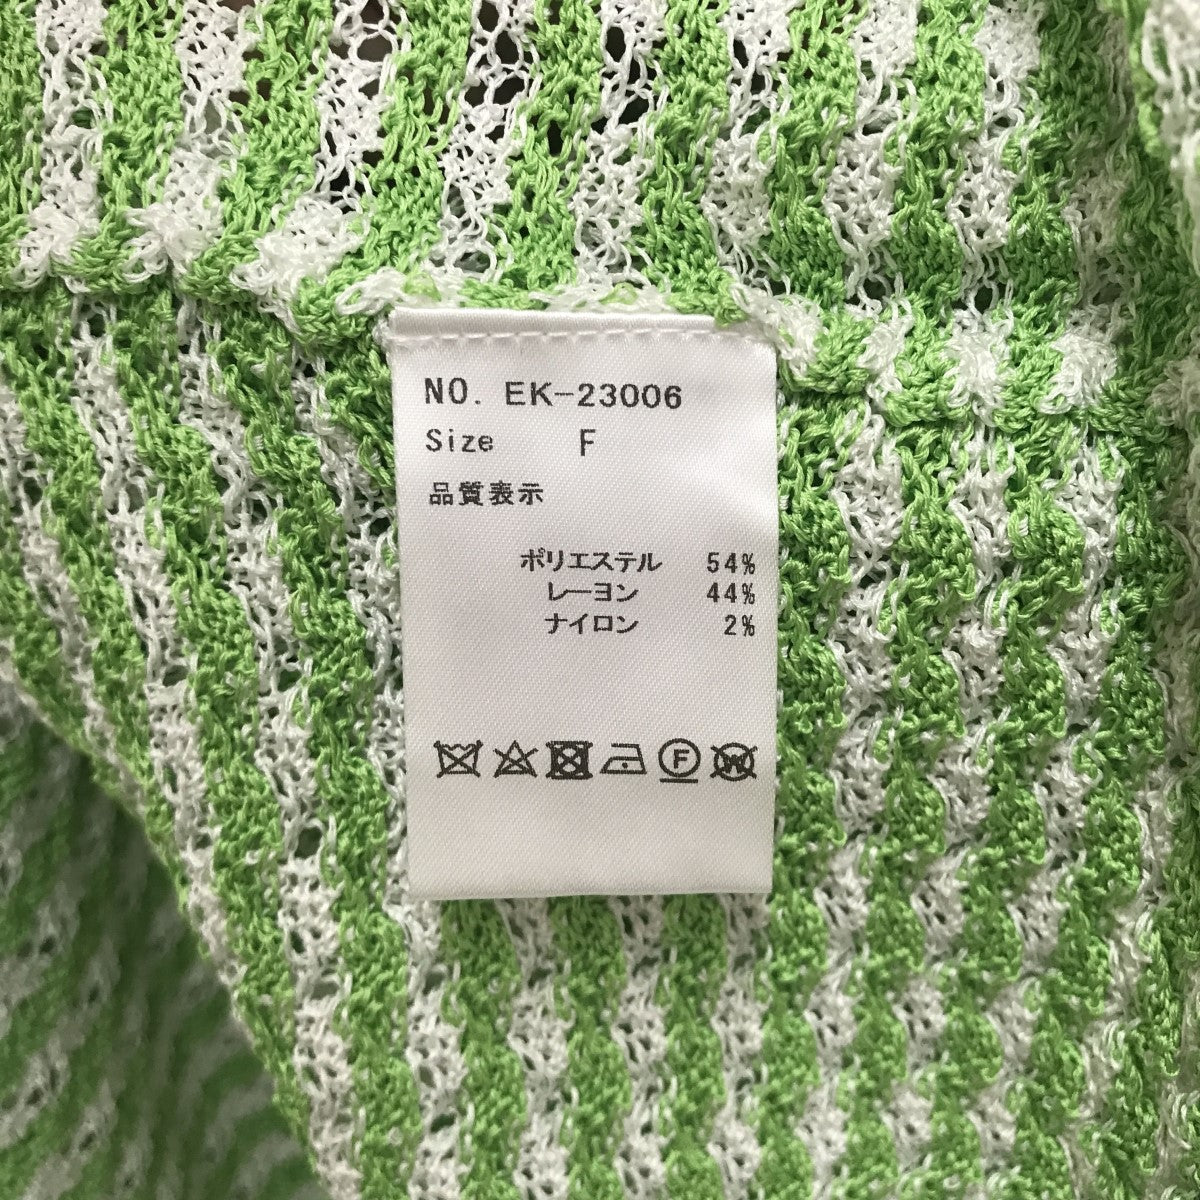 NO. EK-23006
Size F
品質表示
ポリエステル 54%
レーヨン 44%
ナイロン 2%
F W